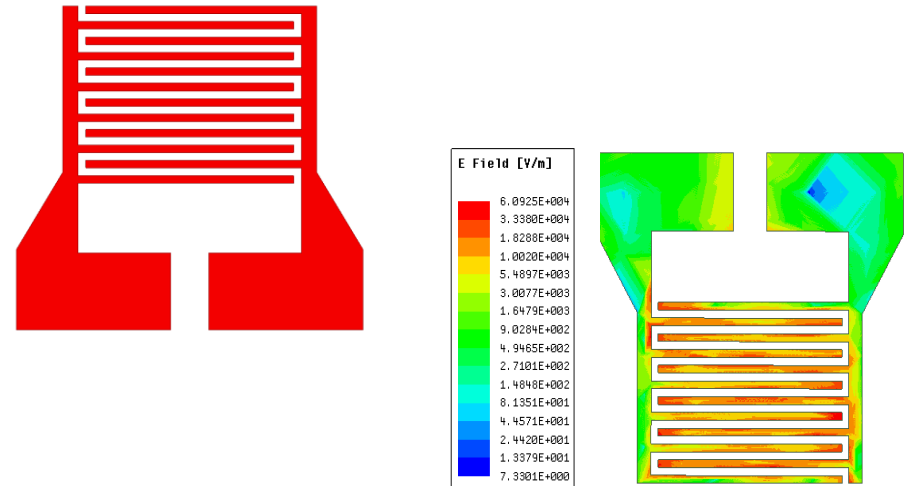 E Field [V/m]
6.0925E+004
3.3380E+004
1.8288E+004
1.0020E+004
5.4897E+003
3.0077E+003
1.6479E+003
9.0284E+002
4.9465E+002
2.7101E+002
1.4848E+002
8.1351E+001
4.4571E+001
2.4420E+001
1.3379E+001
7.3301E+000